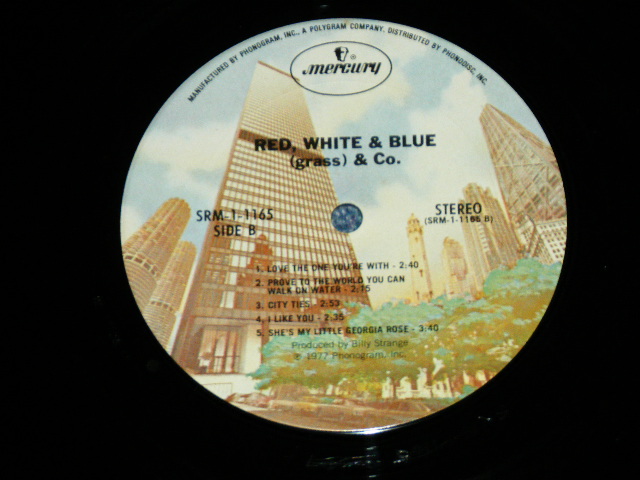 MANUFACTURED BY PHONOGRAM, INC., A POLYGRAM COMPANY, DISTRIBUTED BY PHONODISC, INC.
mercury ®
RED, WHITE & BLUE
(grass) & Co.
SRM-1-1165
SIDE B
STEREO
(SRM-1-1165 B)
1. LOVE THE ONE YOU'RE WITH - 2:40
2. PROVE TO THE WORLD YOU CAN
WALK ON WATER - 2:15
3. CITY TIES - 2:53
4. I LIKE YOU - 2:35
5. SHE'S MY LITTLE GEORGIA ROSE - 3:40
Produced by Billy Strange
℗ 1977 Phonogram, Inc.